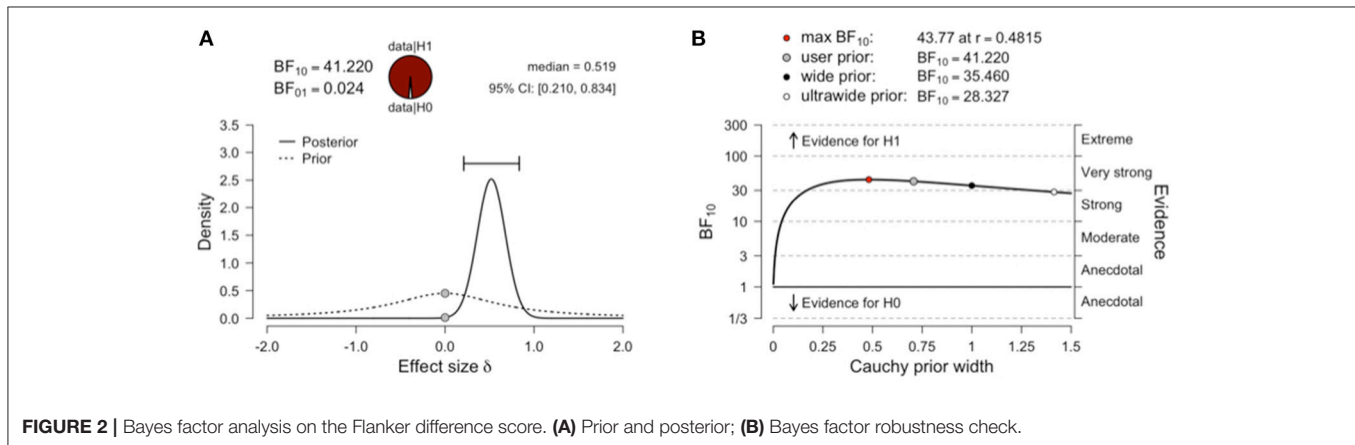 A
BF10 = 41.220
BF01 = 0.024
data|H1
data|H0
median = 0.519
95% CI: [0.210, 0.834]
Posterior
Prior
Density
3.5
3.0
2.5
2.0
1.5
1.0
0.5
0.0
-2.0 -1.0 0.0 1.0 2.0
Effect size δ
B
max BF10: 43.77 at r = 0.4815
user prior: BF10 = 41.220
wide prior: BF10 = 35.460
ultrawide prior: BF10 = 28.327
BF10
300
100
30
10
3
1
1/3
↑ Evidence for H1
↓ Evidence for H0
Extreme
Very strong
Strong
Moderate
Anecdotal
Anecdotal
Evidence
0 0.25 0.5 0.75 1 1.25 1.5
Cauchy prior width
FIGURE 2 | Bayes factor analysis on the Flanker difference score. (A) Prior and posterior; (B) Bayes factor robustness check.